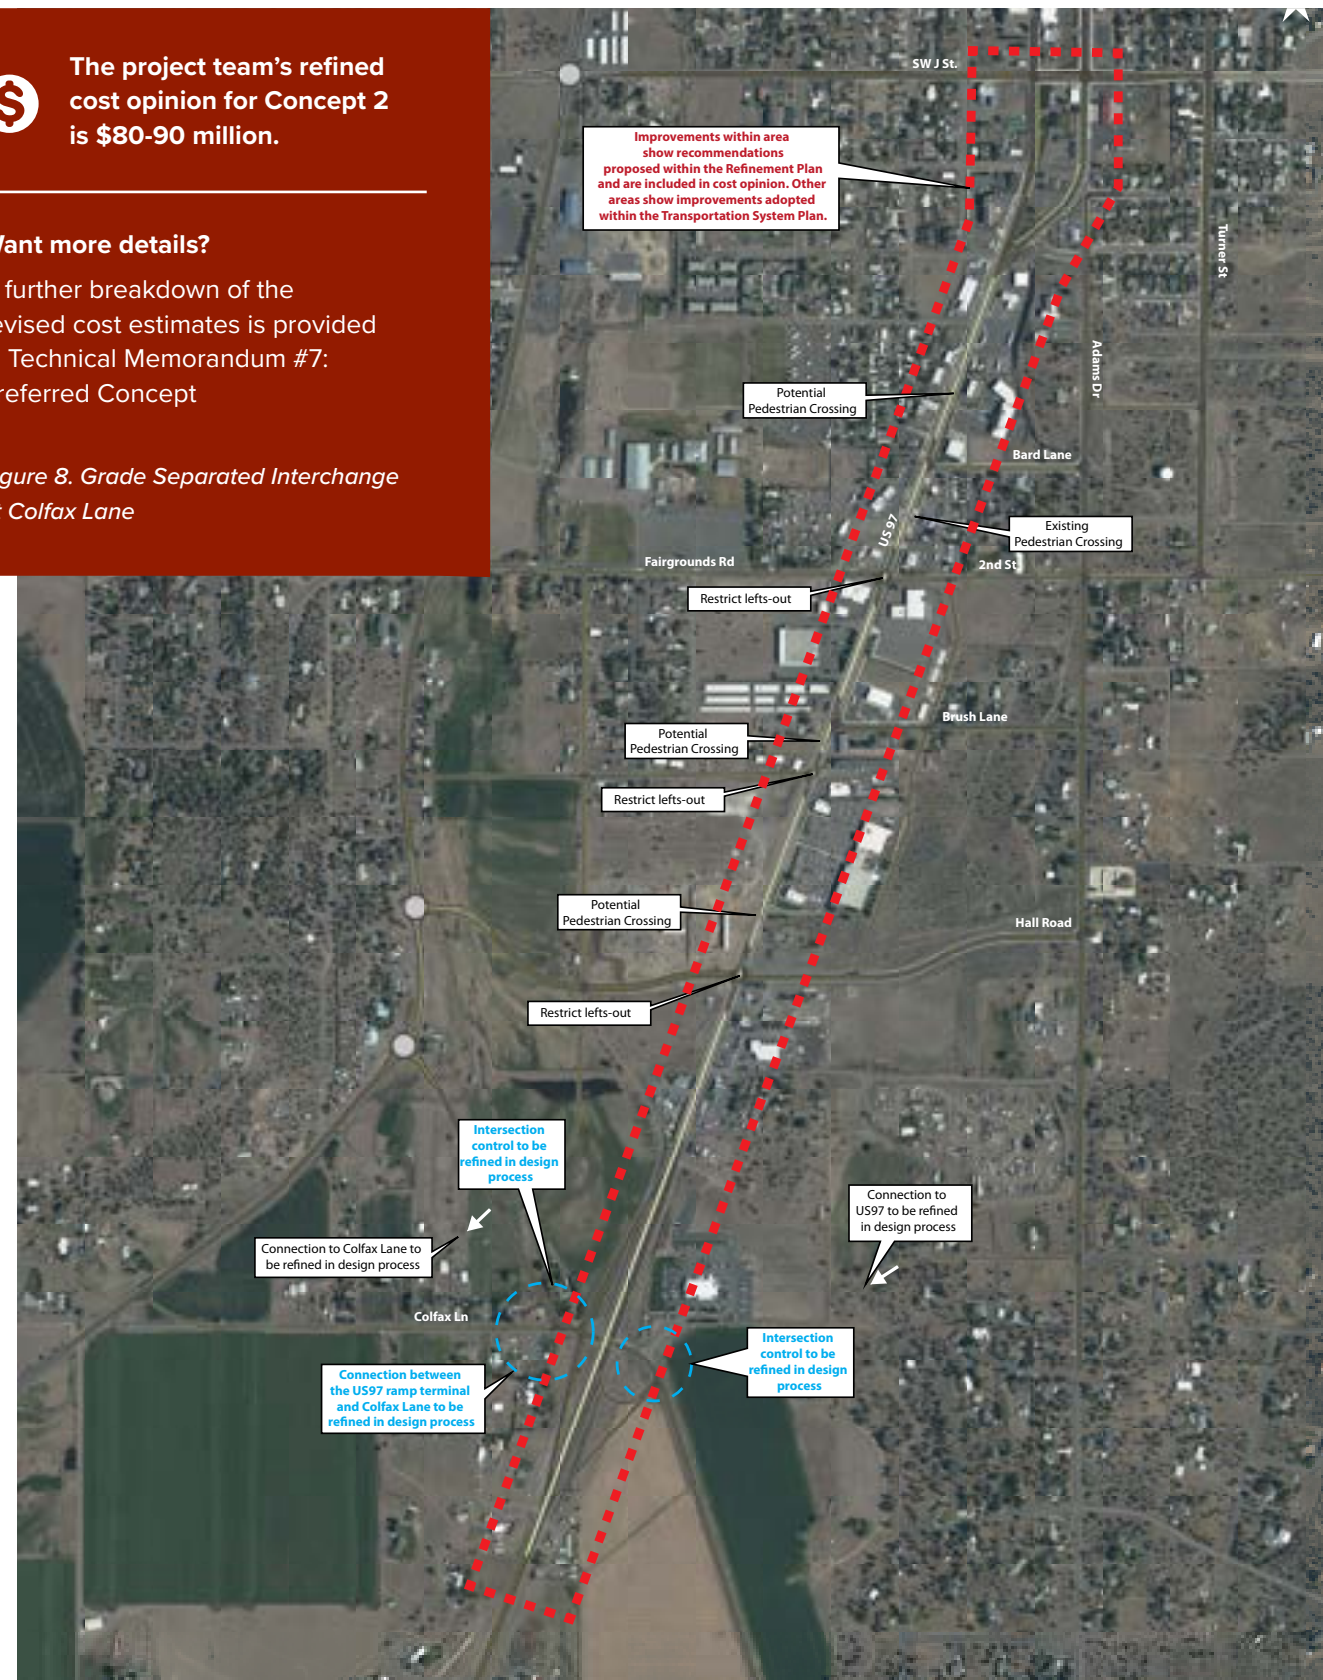 The project team's refined
cost opinion for Concept 2
is $80-90 million.
Want more details?
further breakdown of the
evised cost estimates is provided
Technical Memorandum #7:
referred Concept
gure 8. Grade Separated Interchange
t Colfax Lane
SW J St.
Improvements within area
show recommendations
proposed within the Refinement Plan
and are included in cost opinion. Other
areas show improvements adopted
within the Transportation System Plan.
Turner St
Adams Dr
Potential
Pedestrian Crossing
Bard Lane
US 97
Existing
Pedestrian Crossing
Fairgrounds Rd
2nd St
Restrict lefts-out
Brush Lane
Potential
Pedestrian Crossing
Restrict lefts-out
Potential
Pedestrian Crossing
Hall Road
Restrict lefts-out
Intersection
control to be
refined in design
process
Connection to
US97 to be refined
in design process
Connection to Colfax Lane to
be refined in design process
Colfax Ln
Intersection
control to be
refined in design
process
Connection between
the US97 ramp terminal
and Colfax Lane to be
refined in design process